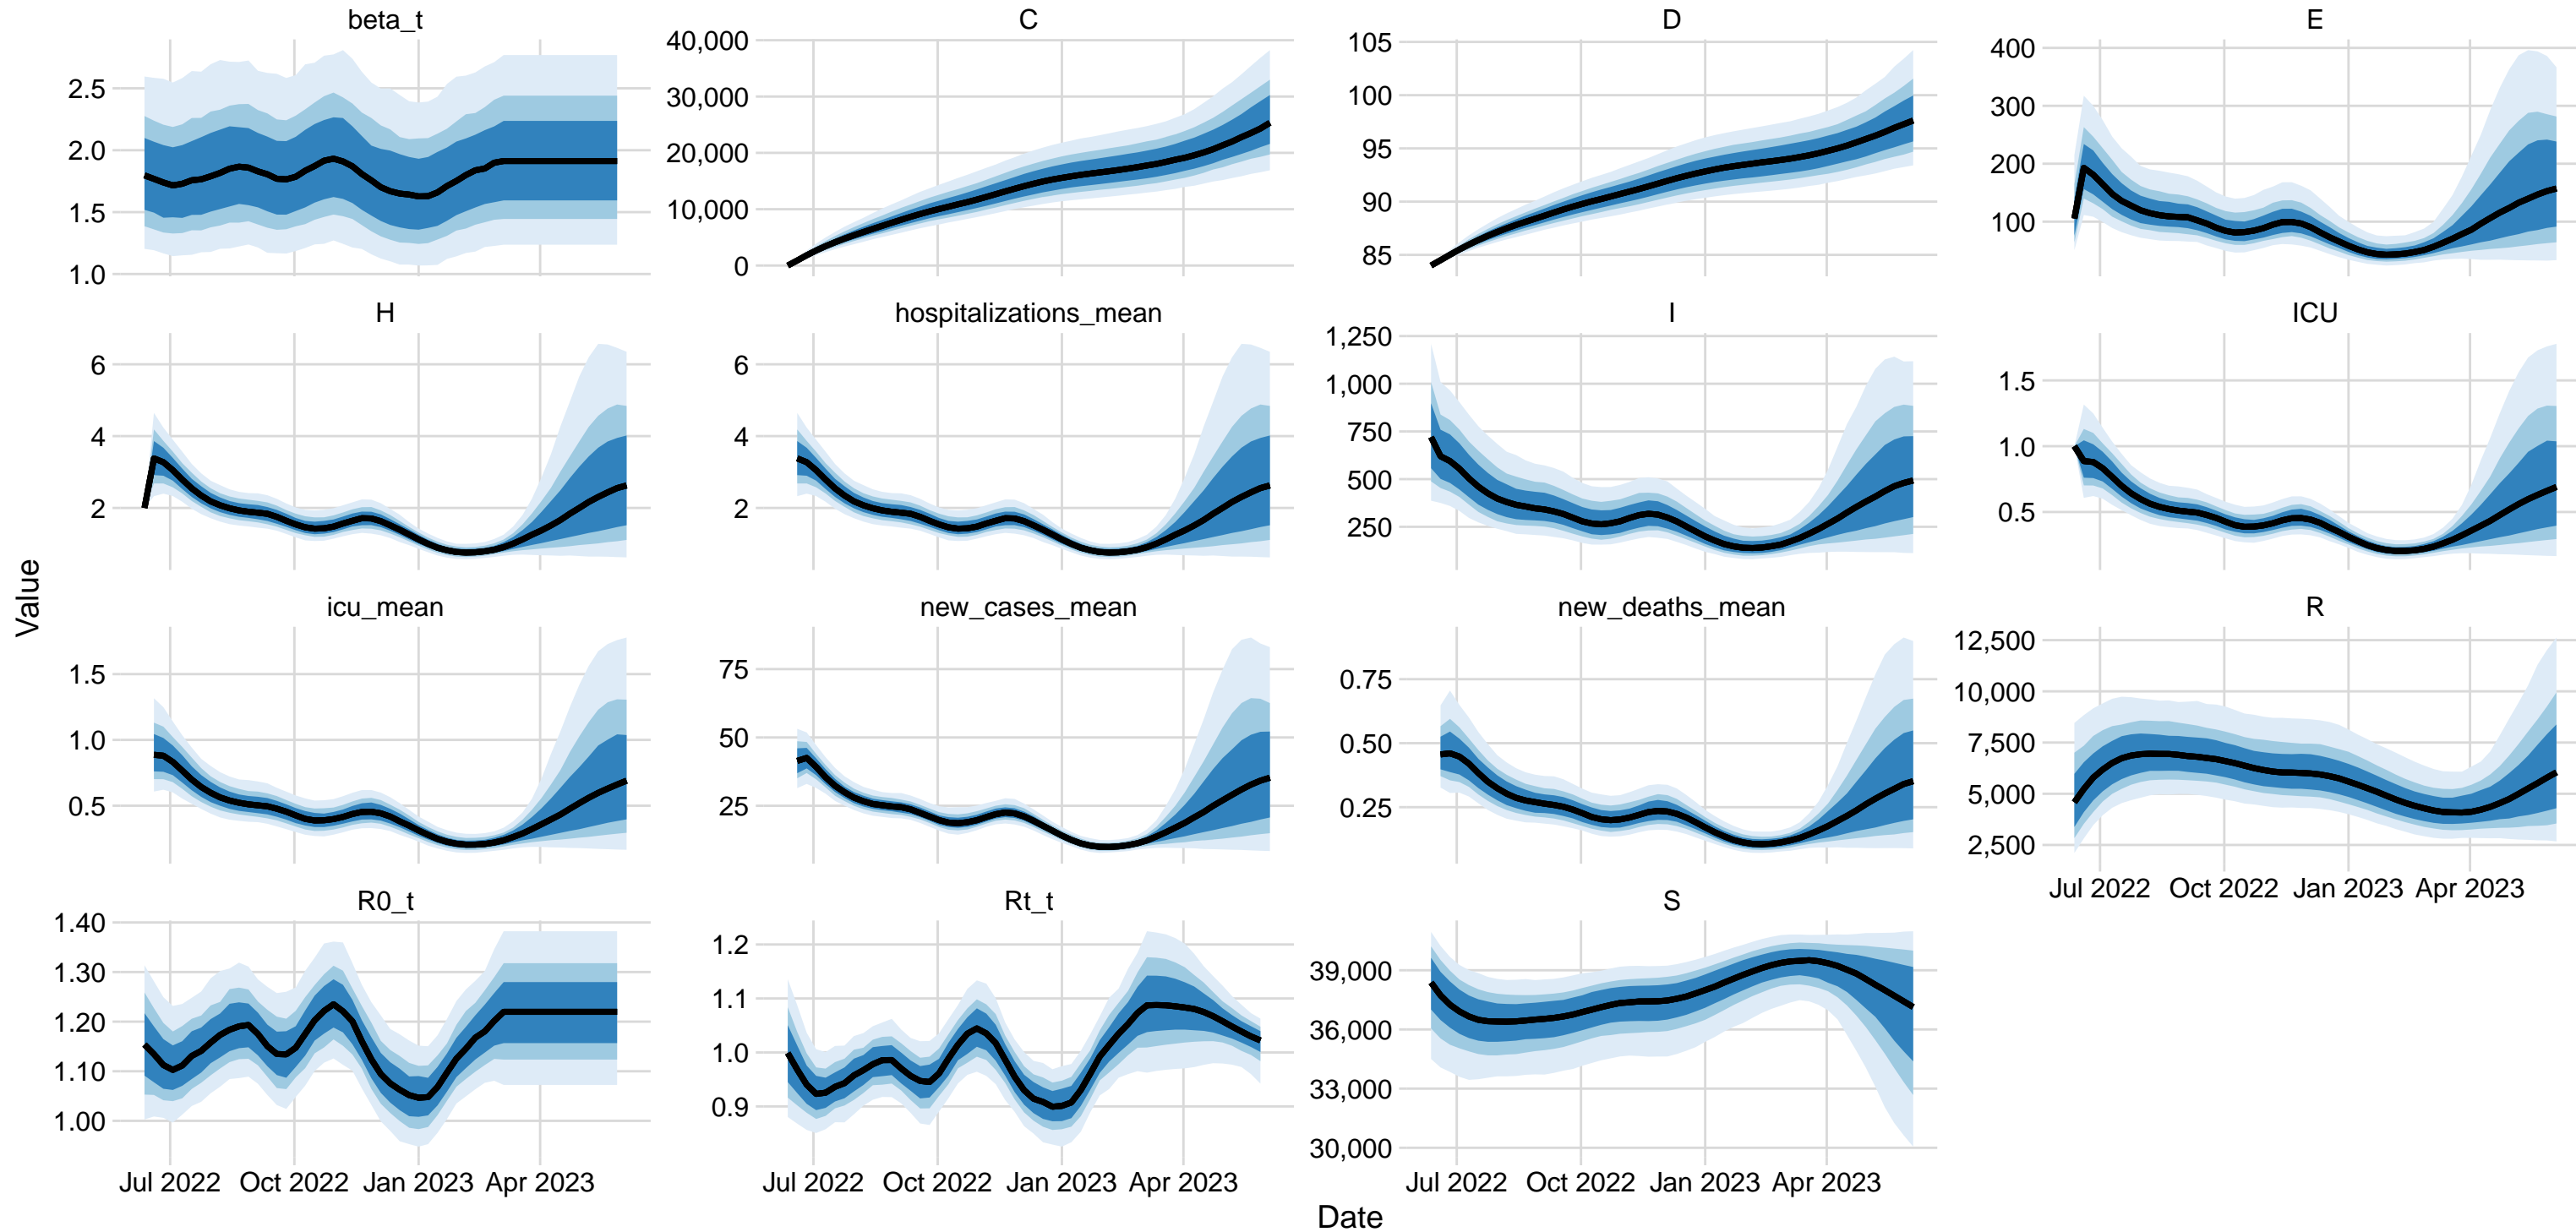 beta_t
C
D
E
2.5
2.0
1.5
1.0
40,000
30,000
20,000
10,000
0
105
100
95
90
85
400
300
200
100
H
hospitalizations_mean
I
ICU
6
4
2
6
4
2
1,250
1,000
750
500
250
1.5
1.0
0.5
icu_mean
new_cases_mean
new_deaths_mean
R
1.5
1.0
0.5
75
50
25
0.75
0.50
0.25
12,500
10,000
7,500
5,000
2,500
Jul 2022 Oct 2022 Jan 2023 Apr 2023
R0_t
Rt_t
S
1.40
1.30
1.20
1.10
1.00
1.2
1.1
1.0
0.9
39,000
36,000
33,000
30,000
Jul 2022 Oct 2022 Jan 2023 Apr 2023
Jul 2022 Oct 2022 Jan 2023 Apr 2023
Jul 2022 Oct 2022 Jan 2023 Apr 2023
Value
Date